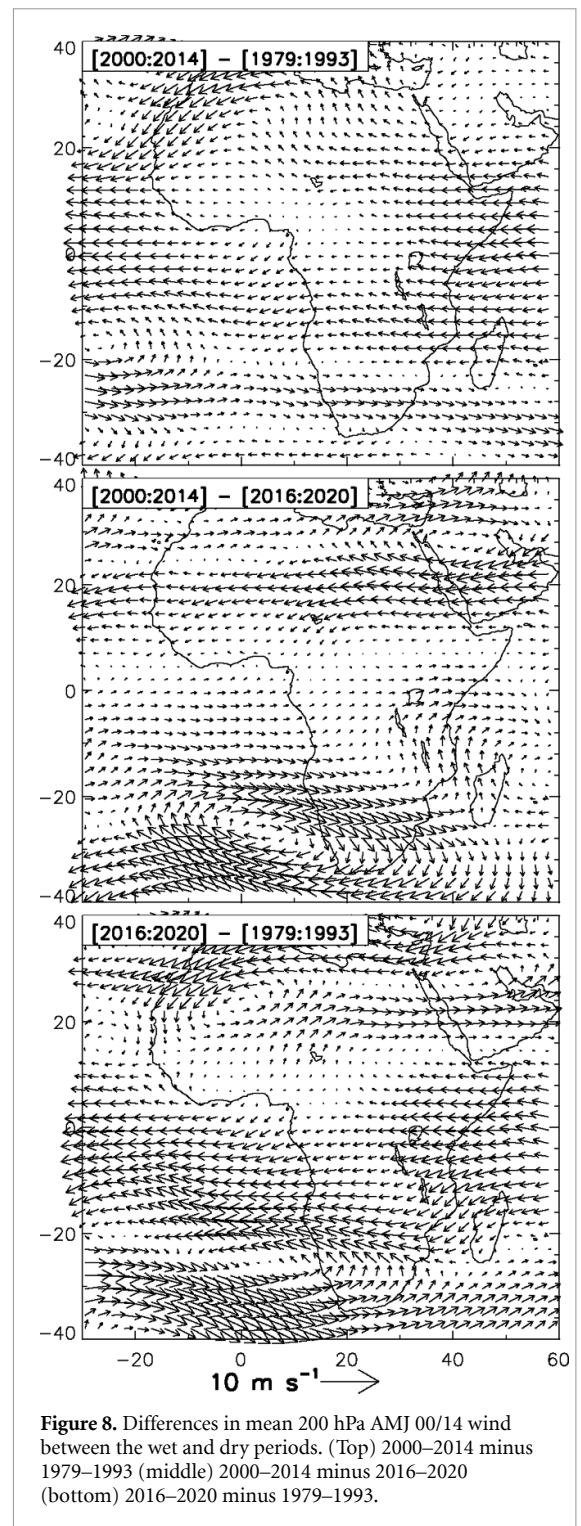 40
[2000:2014] − [1979:1993]
20
0
−20
−40
40
[2000:2014] − [2016:2020]
20
0
−20
−40
40
[2016:2020] − [1979:1993]
20
0
−20
−40
−20 0 20 40 60
10 m s⁻¹
Figure 8. Differences in mean 200 hPa AMJ 00/14 wind
between the wet and dry periods. (Top) 2000–2014 minus
1979–1993 (middle) 2000–2014 minus 2016–2020
(bottom) 2016–2020 minus 1979–1993.